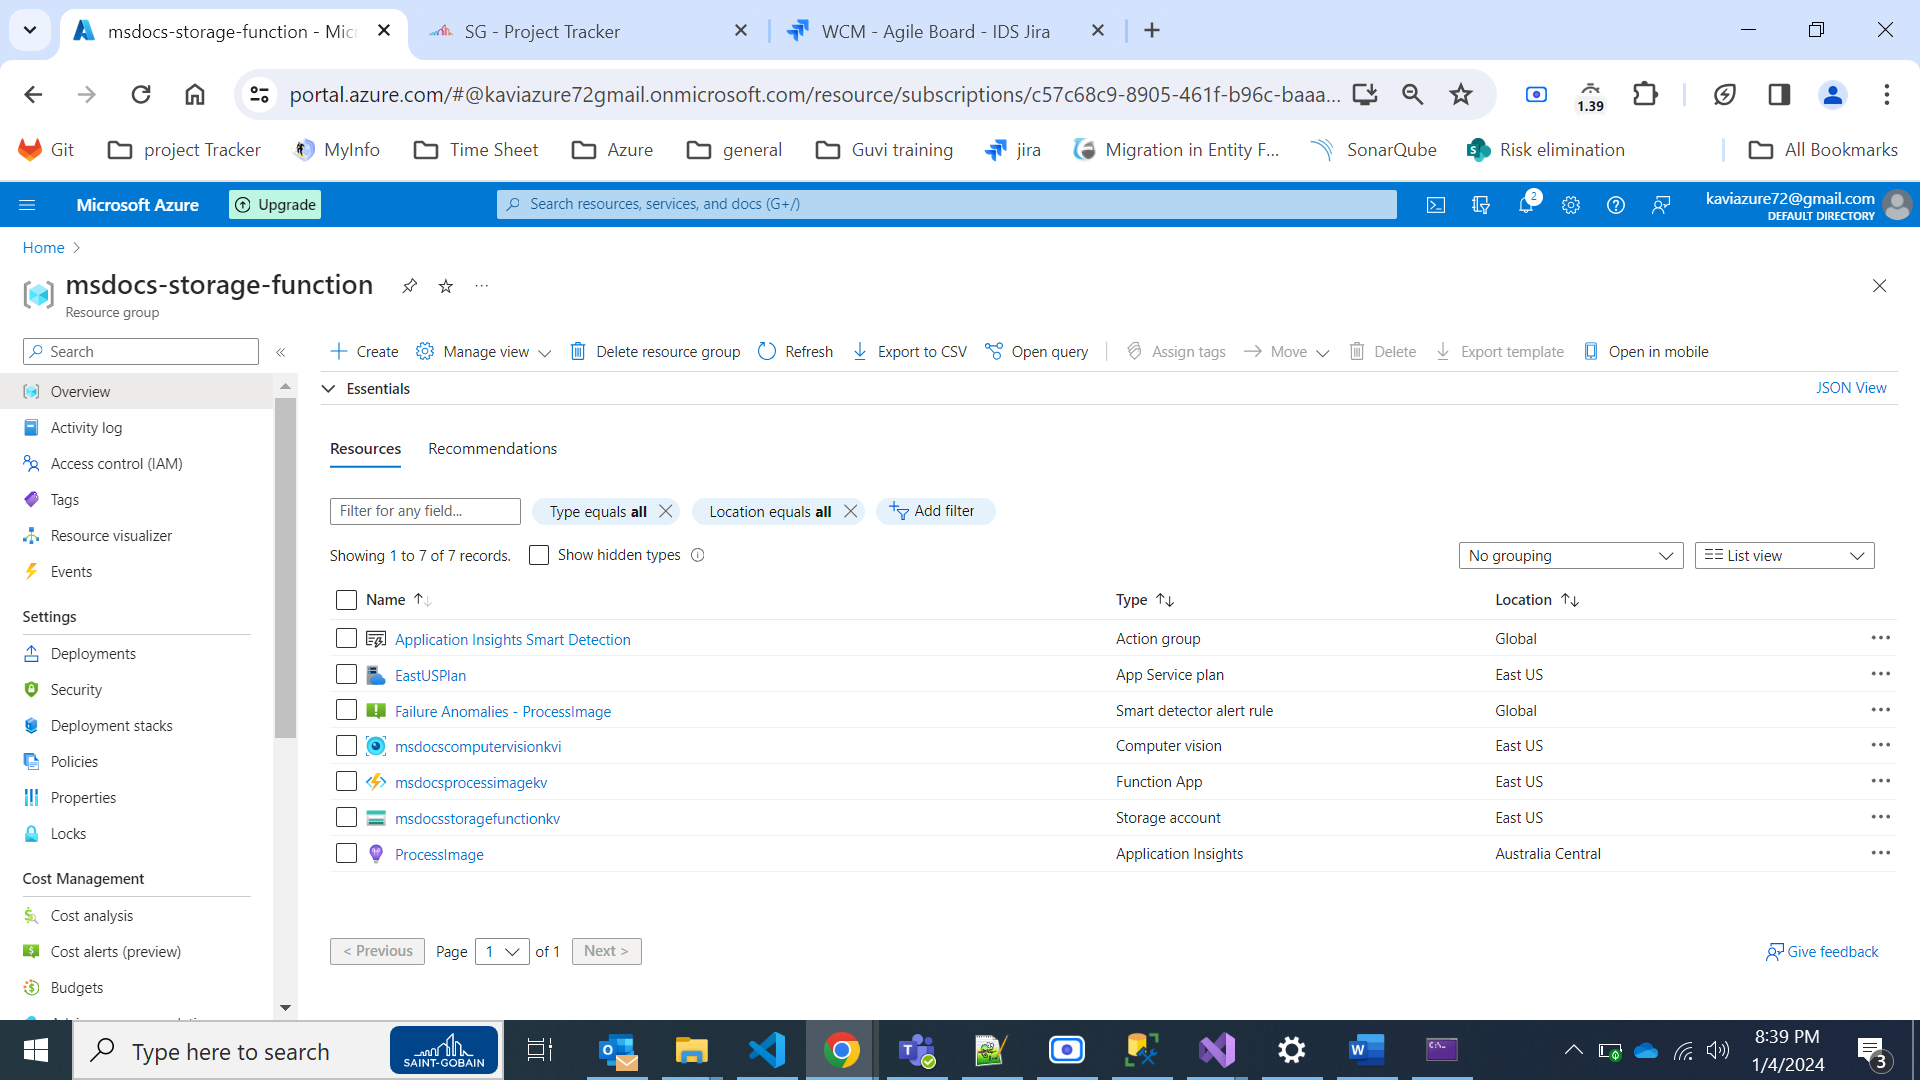 msdocs-storage-function - Micr
SG - Project Tracker
WCM - Agile Board - IDS Jira
portal.azure.com/#@kaviazure72gmail.onmicrosoft.com/resource/subscriptions/c57c68c9-8905-461f-b96c-baaa...
1.39
Git
project Tracker
MyInfo
Time Sheet
Azure
general
Guvi training
jira
Migration in Entity F...
SonarQube
Risk elimination
All Bookmarks
Microsoft Azure
Upgrade
Search resources, services, and docs (G+/)
2
kaviazure72@gmail.com
DEFAULT DIRECTORY
Home
msdocs-storage-function
Resource group
Search
Create
Manage view
Delete resource group
Refresh
Export to CSV
Open query
Assign tags
Move
Delete
Export template
Open in mobile
Overview
Activity log
Access control (IAM)
Tags
Resource visualizer
Events
Settings
Deployments
Security
Deployment stacks
Policies
Properties
Locks
Cost Management
Cost analysis
Cost alerts (preview)
Budgets
Essentials
JSON View
Resources
Recommendations
Filter for any field...
Type equals all
Location equals all
Add filter
Showing 1 to 7 of 7 records.
Show hidden types
No grouping
List view
Name Type Location
Application Insights Smart Detection Action group Global
EastUSPlan App Service plan East US
Failure Anomalies - ProcessImage Smart detector alert rule Global
msdocscomputervisionkvi Computer vision East US
msdocsprocessimagekv Function App East US
msdocsstoragefunctionkv Storage account East US
ProcessImage Application Insights Australia Central
< Previous
Page 1 of 1
Next >
Give feedback
Type here to search
SAINT-GOBAIN
8:39 PM
1/4/2024
3